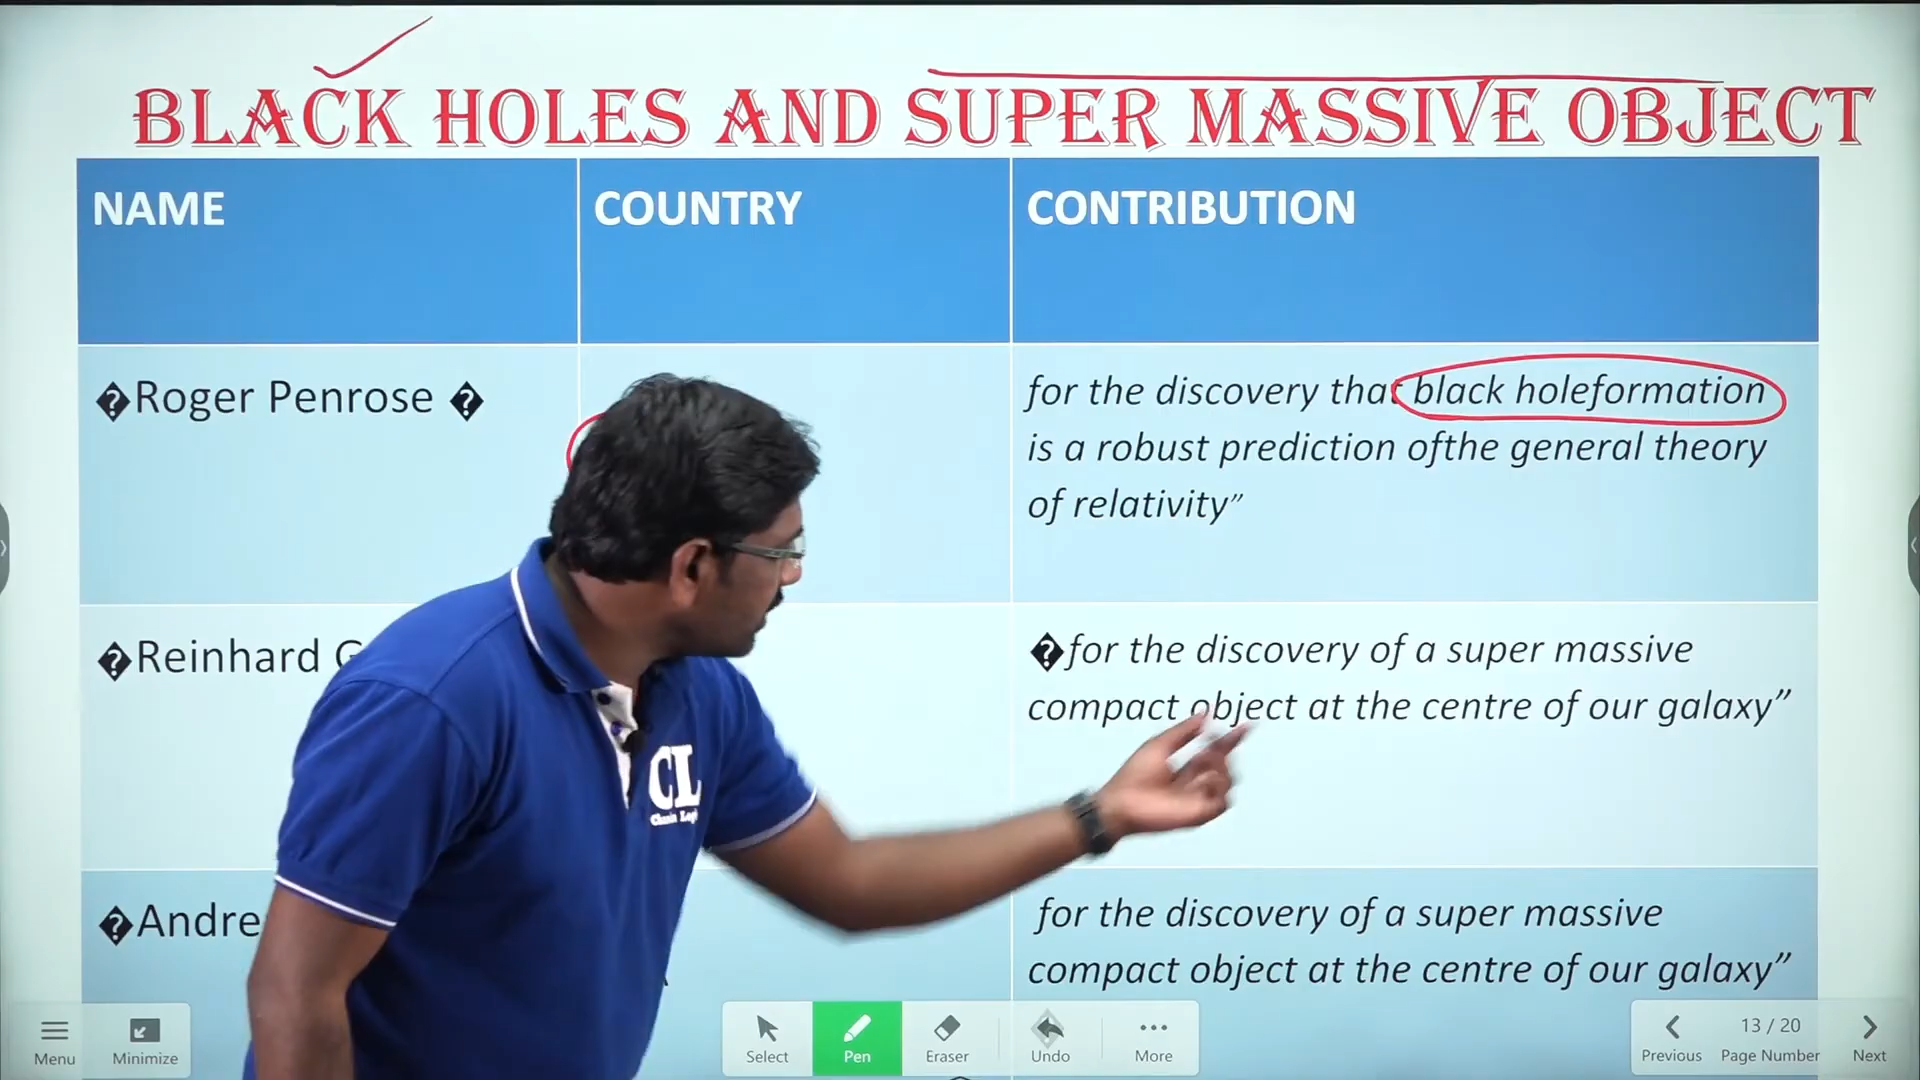 BLACK HOLES AND SUPER MASSIVE OBJECT
NAME
COUNTRY
CONTRIBUTION
�Roger Penrose �
for the discovery that black holeformation
is a robust prediction ofthe general theory
of relativity”
�Reinhard G
�for the discovery of a super massive
compact object at the centre of our galaxy”
�Andre
for the discovery of a super massive
compact object at the centre of our galaxy”
CL
Menu
Minimize
Select
Pen
Eraser
Undo
More
Previous
13 / 20
Page Number
Next